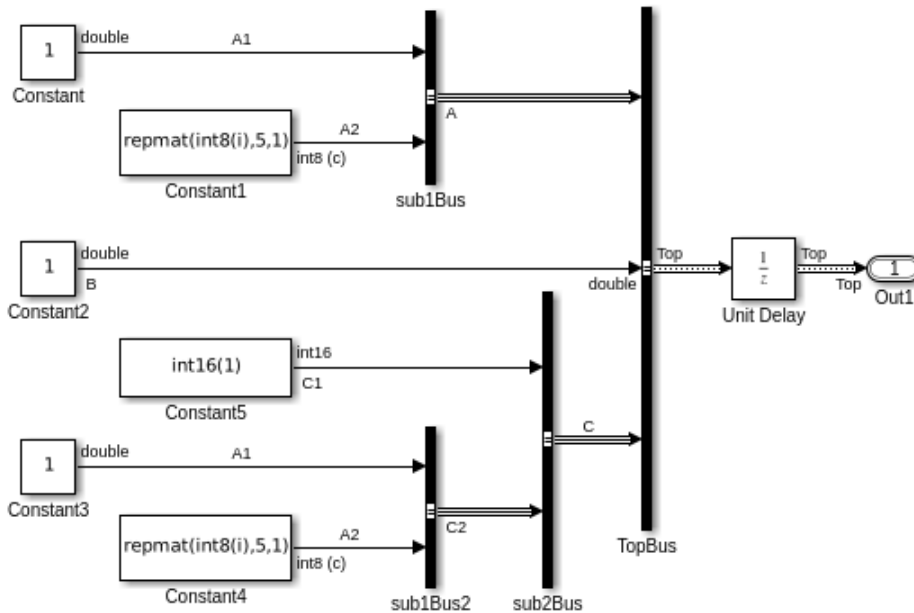 double
A1
1
Constant
repmat(int8(i),5,1)
A2
int8 (c)
Constant1
A
sub1Bus
double
1
B
Constant2
double
Top
1
z
Unit Delay
Top
Top
1
Out1
int16(1)
int16
C1
Constant5
double
A1
1
Constant3
C
repmat(int8(i),5,1)
A2
int8 (c)
Constant4
C2
sub1Bus2
sub2Bus
TopBus